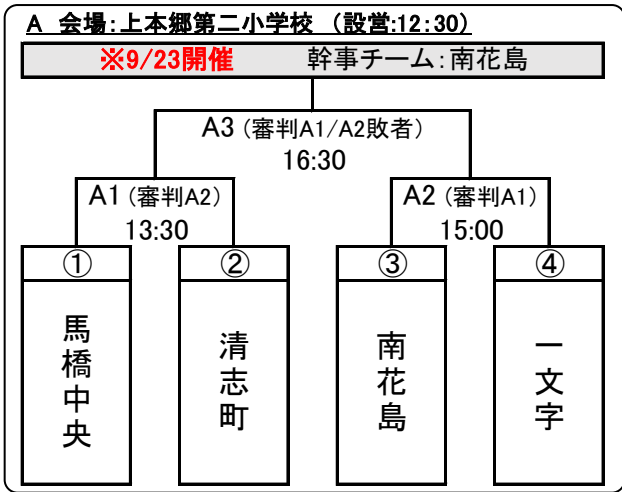 A 会場:上本郷第二小学校 (設営:12:30)
※9/23開催 幹事チーム:南花島
A3 (審判A1/A2敗者)
16:30
A1 (審判A2)
13:30
A2 (審判A1)
15:00
① ② ③ ④
馬橋中央
清志町
南花島
一文字